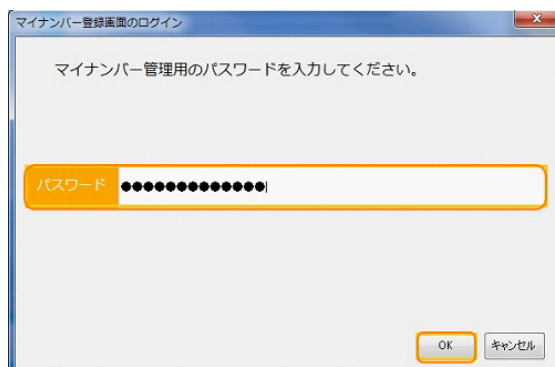 マイナンバー登録画面のログイン
マイナンバー管理用のパスワードを入力してください。
パスワード ●●●●●●●●●●●●●
OK キャンセル